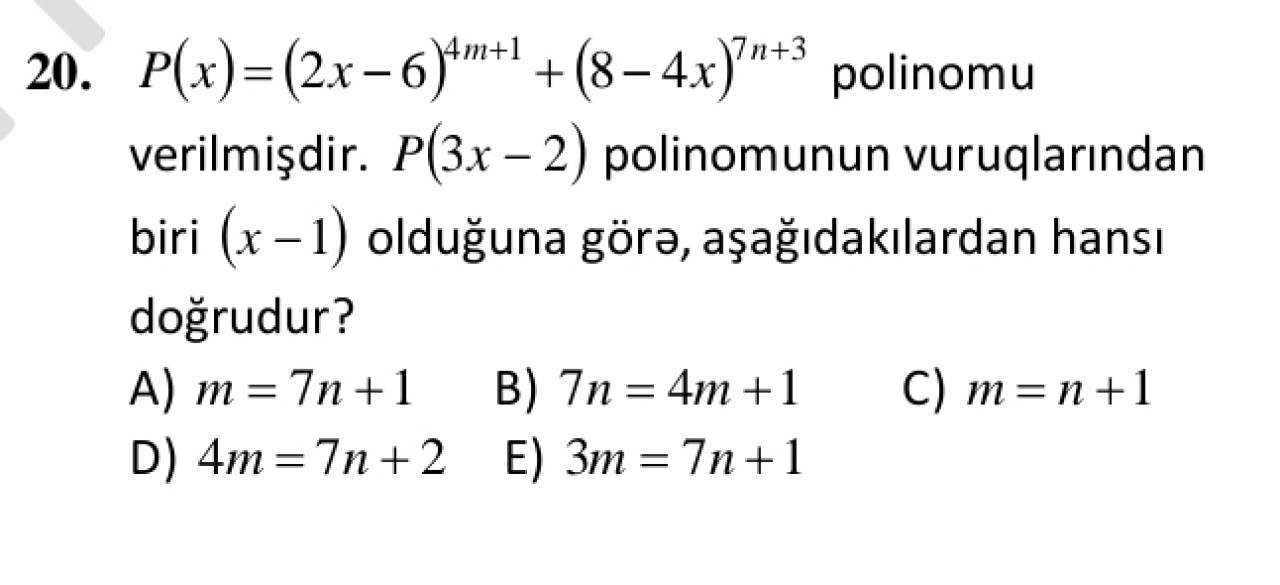 20. P(x)=(2x−6)^{4m+1}+(8−4x)^{7n+3} polinomu
verilmişdir. P(3x−2) polinomunun vuruqlarından
biri (x−1) olduğuna görə, aşağıdakılardan hansı
doğrudur?
A) m=7n+1 B) 7n=4m+1 C) m=n+1
D) 4m=7n+2 E) 3m=7n+1